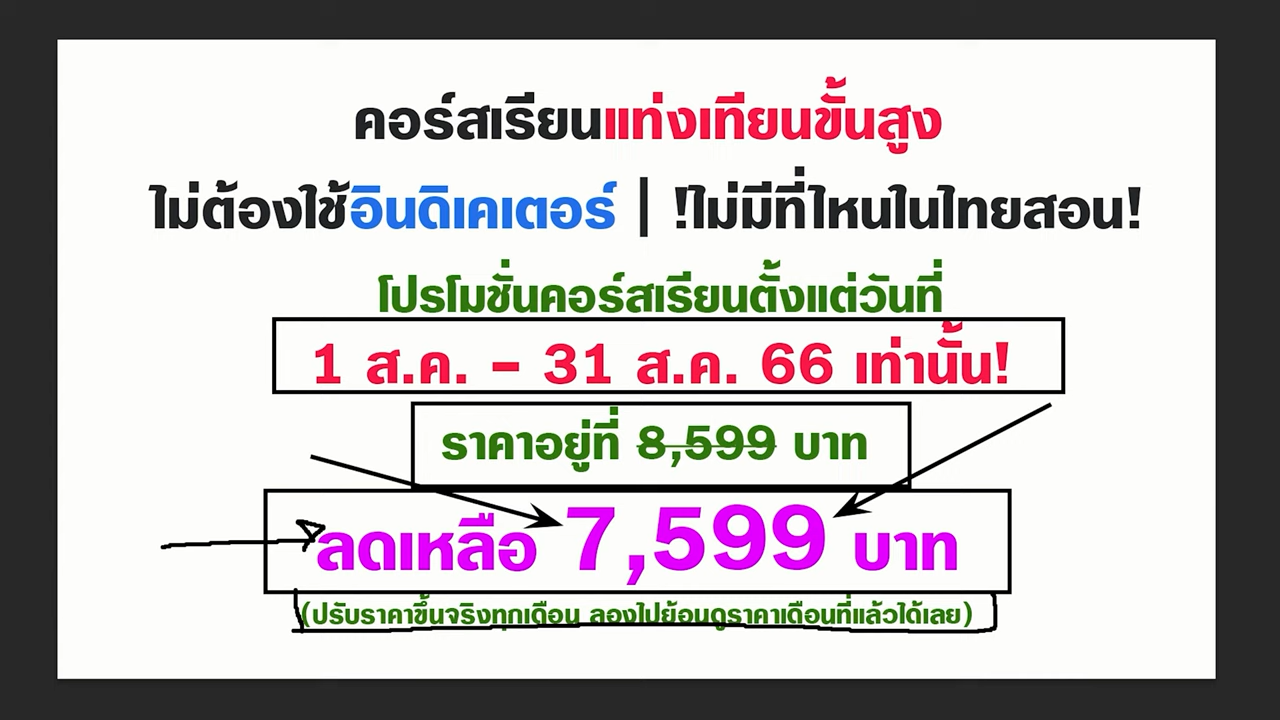 คอร์สเรียนแท่งเทียนขั้นสูง
ไม่ต้องใช้อินดิเคเตอร์ | !ไม่มีที่ไหนในไทยสอน!
โปรโมชั่นคอร์สเรียนตั้งแต่วันที่
1 ส.ค. - 31 ส.ค. 66 เท่านั้น!
ราคาอยู่ที่ 8,599 บาท
ลดเหลือ 7,599 บาท
(ปรับราคาขึ้นจริงทุกเดือน ลองไปย้อนดูราคาเดือนที่แล้วได้เลย)